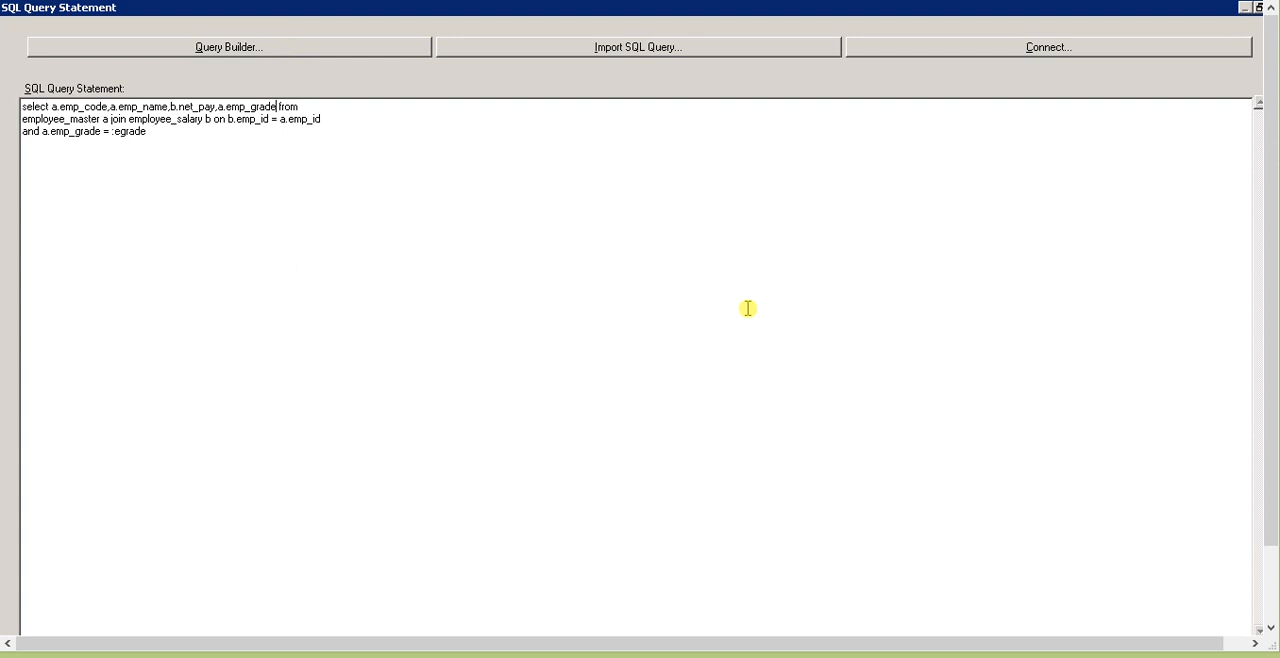 SQL Query Statement
Query Builder...
Import SQL Query...
Connect...
SQL Query Statement:
select a.emp_code,a.emp_name,b.net_pay,a.emp_grade from
employee_master a join employee_salary b on b.emp_id = a.emp_id
and a.emp_grade = :egrade